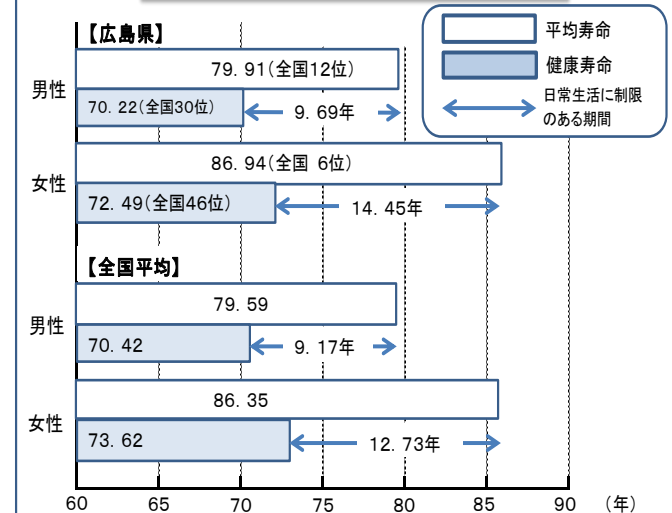 平均寿命
健康寿命
日常生活に制限
のある期間
【広島県】
男性
79．91（全国12位）
70．22（全国30位）
9．69年
女性
86．94（全国 6位）
72．49（全国46位）
14．45年
【全国平均】
男性
79．59
70．42
9．17年
女性
86．35
73．62
12．73年
60 65 70 75 80 85 90 （年）